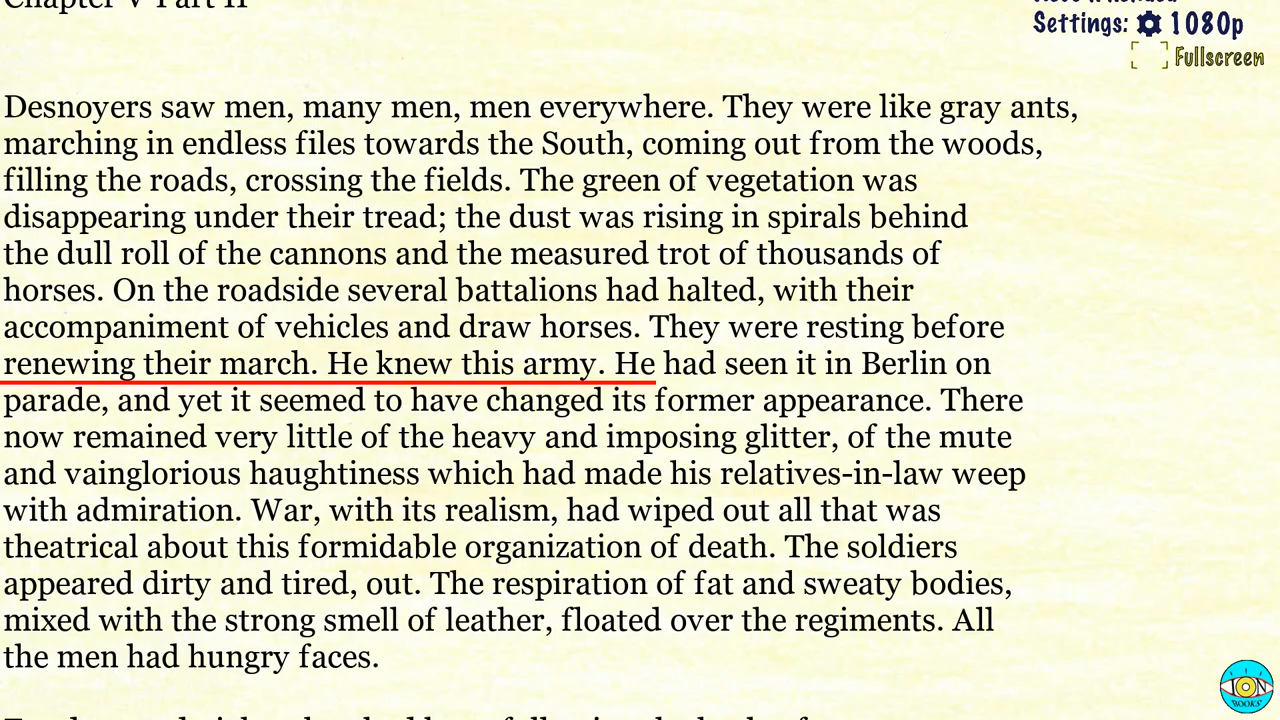 Chapter V Part II
Settings: 1080p
Fullscreen
Desnoyers saw men, many men, men everywhere. They were like gray ants,
marching in endless files towards the South, coming out from the woods,
filling the roads, crossing the fields. The green of vegetation was
disappearing under their tread; the dust was rising in spirals behind
the dull roll of the cannons and the measured trot of thousands of
horses. On the roadside several battalions had halted, with their
accompaniment of vehicles and draw horses. They were resting before
renewing their march. He knew this army. He had seen it in Berlin on
parade, and yet it seemed to have changed its former appearance. There
now remained very little of the heavy and imposing glitter, of the mute
and vainglorious haughtiness which had made his relatives-in-law weep
with admiration. War, with its realism, had wiped out all that was
theatrical about this formidable organization of death. The soldiers
appeared dirty and tired, out. The respiration of fat and sweaty bodies,
mixed with the strong smell of leather, floated over the regiments. All
the men had hungry faces.
ION
BOOKS